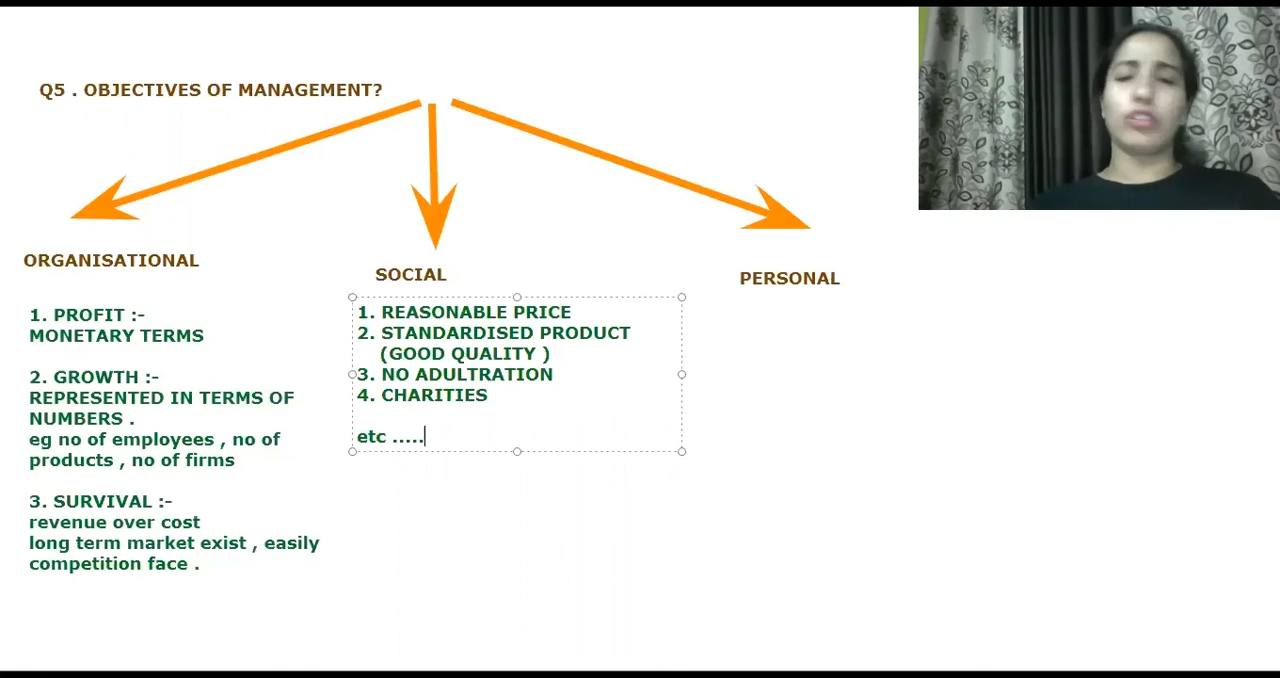 Q5 . OBJECTIVES OF MANAGEMENT?
ORGANISATIONAL
1. PROFIT :-
MONETARY TERMS
2. GROWTH :-
REPRESENTED IN TERMS OF
NUMBERS .
eg no of employees , no of
products , no of firms
3. SURVIVAL :-
revenue over cost
long term market exist , easily
competition face .
SOCIAL
1. REASONABLE PRICE
2. STANDARDISED PRODUCT
(GOOD QUALITY )
3. NO ADULTRATION
4. CHARITIES
etc .....
PERSONAL